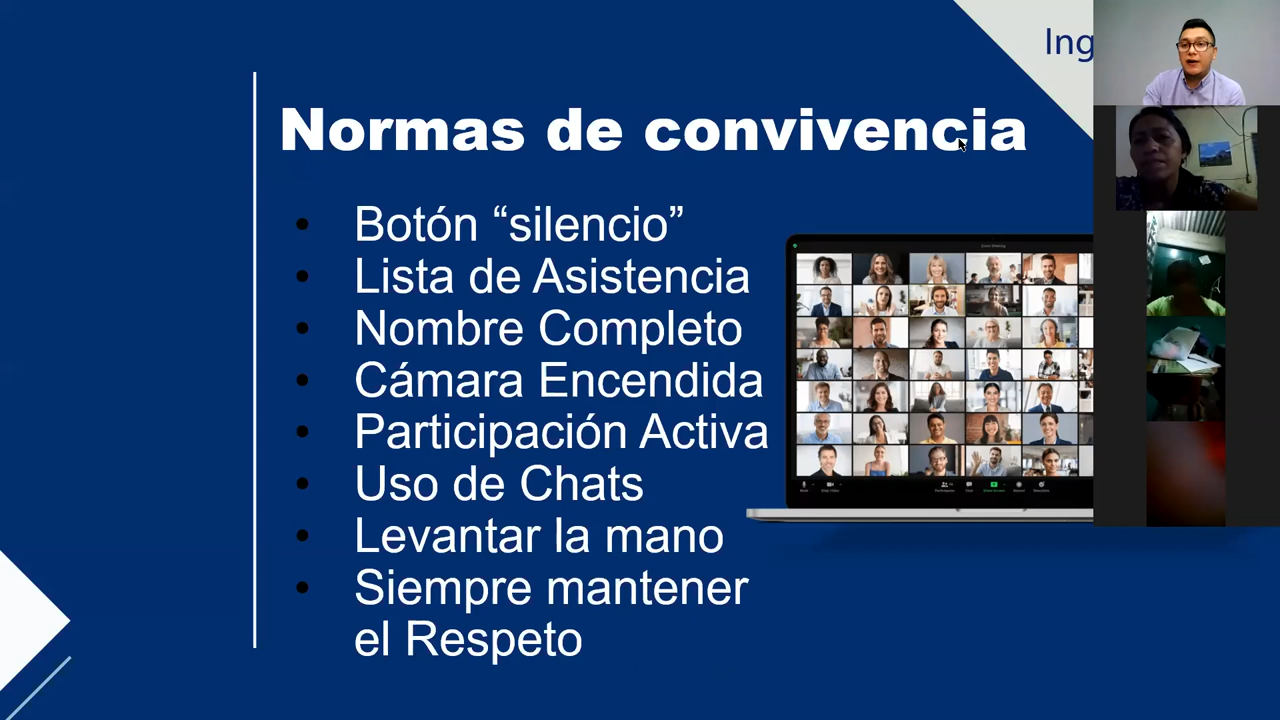 Ing
Normas de convivencia
• Botón “silencio”
• Lista de Asistencia
• Nombre Completo
• Cámara Encendida
• Participación Activa
• Uso de Chats
• Levantar la mano
• Siempre mantener
el Respeto